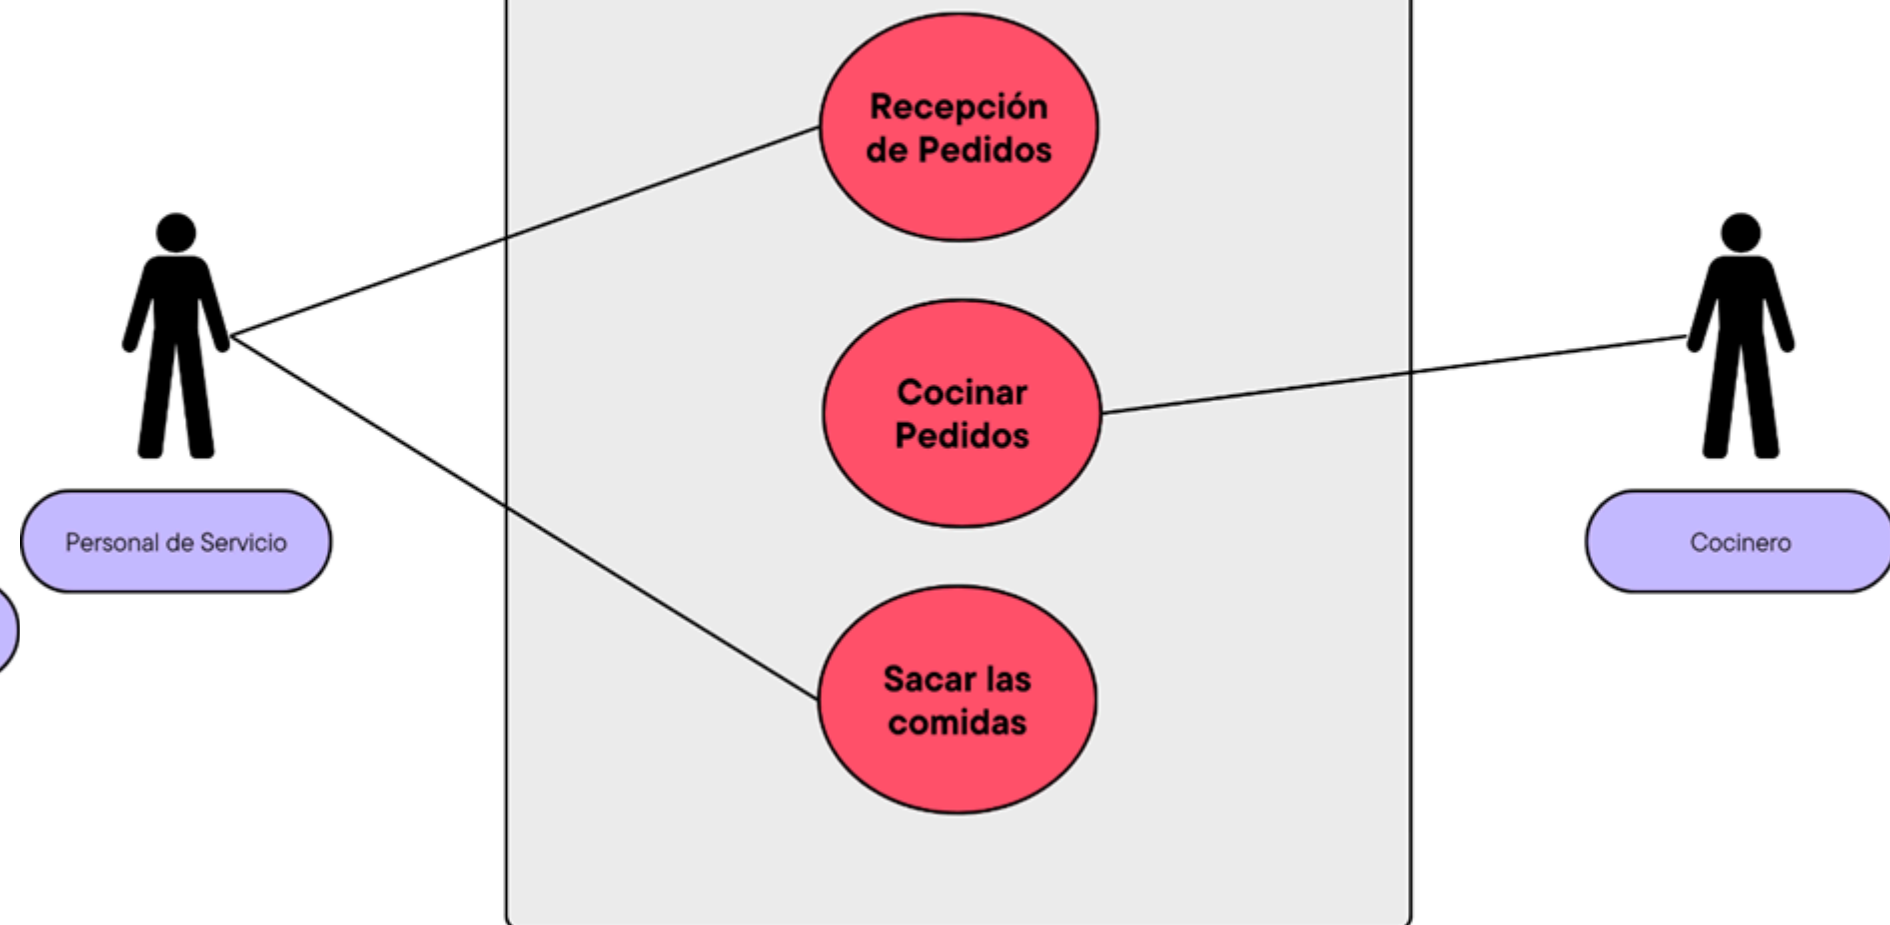 Recepción
de Pedidos
Cocinar
Pedidos
Personal de Servicio
Cocinero
Sacar las
comidas